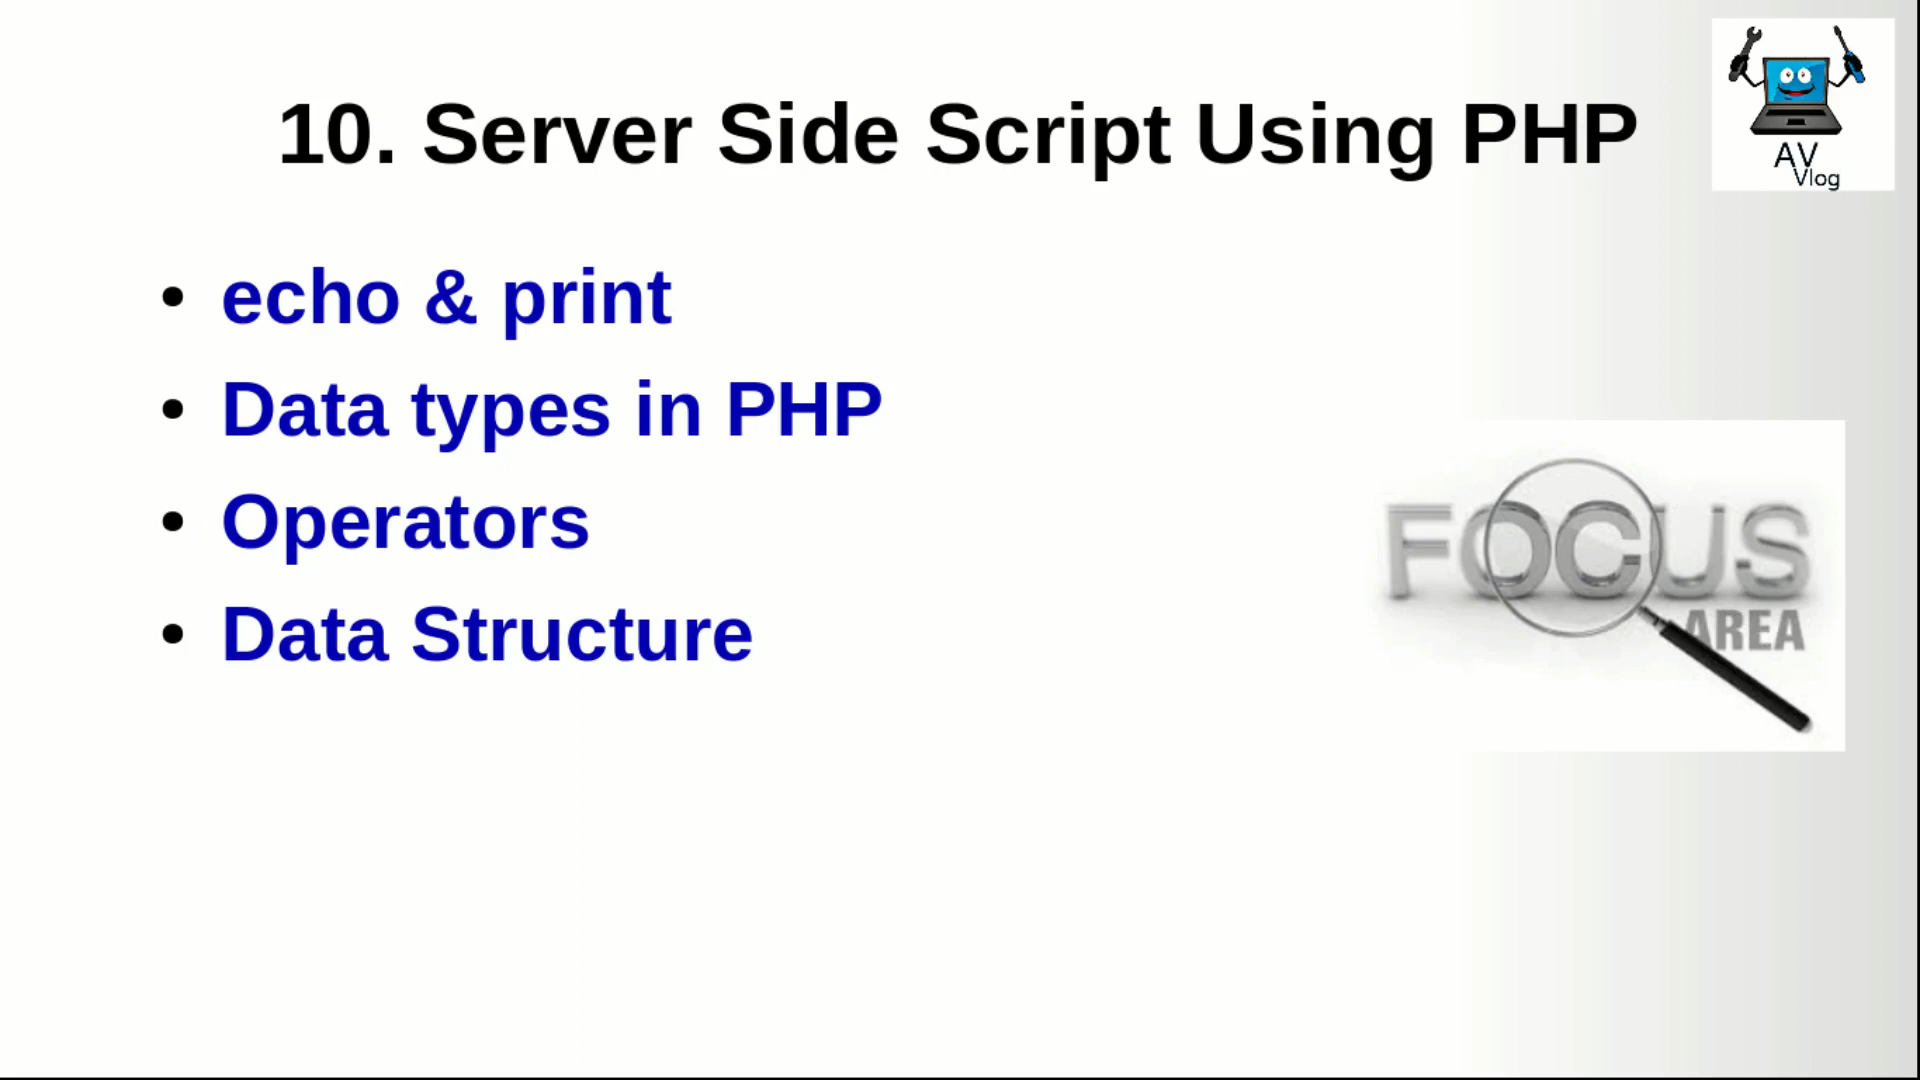 10. Server Side Script Using PHP
AV
Vlog
• echo & print
• Data types in PHP
• Operators
• Data Structure
FOCUS
AREA